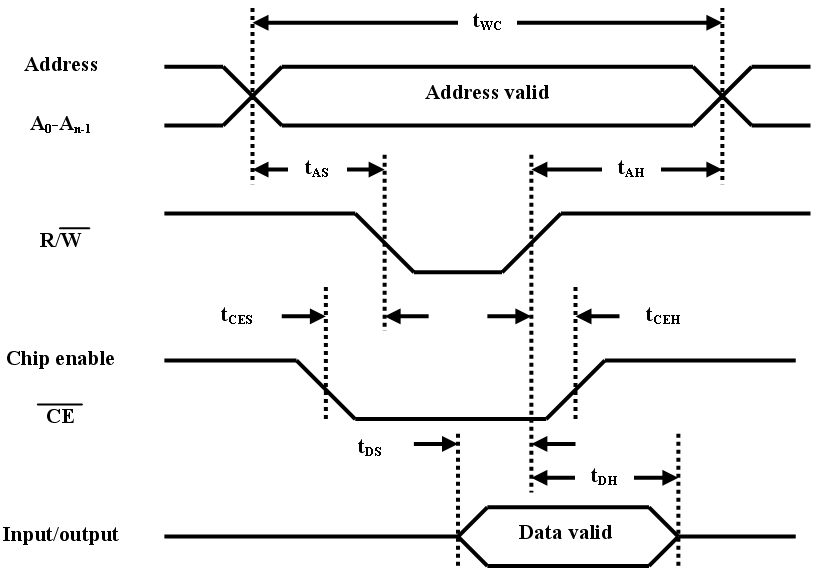 tWC
Address
Address valid
A0-An-1
tAS
tAH
R/W̅
tCES
tCEH
Chip enable
C̅E̅
tDS
tDH
Input/output
Data valid